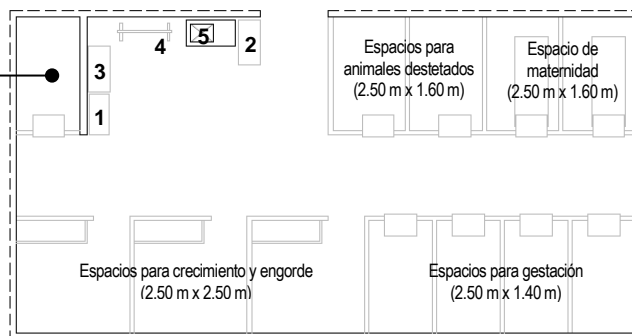 5
2
4
3
1
Espacios para
animales destetados
(2.50 m x 1.60 m)
Espacio de
maternidad
(2.50 m x 1.60 m)
Espacios para crecimiento y engorde
(2.50 m x 2.50 m)
Espacios para gestación
(2.50 m x 1.40 m)